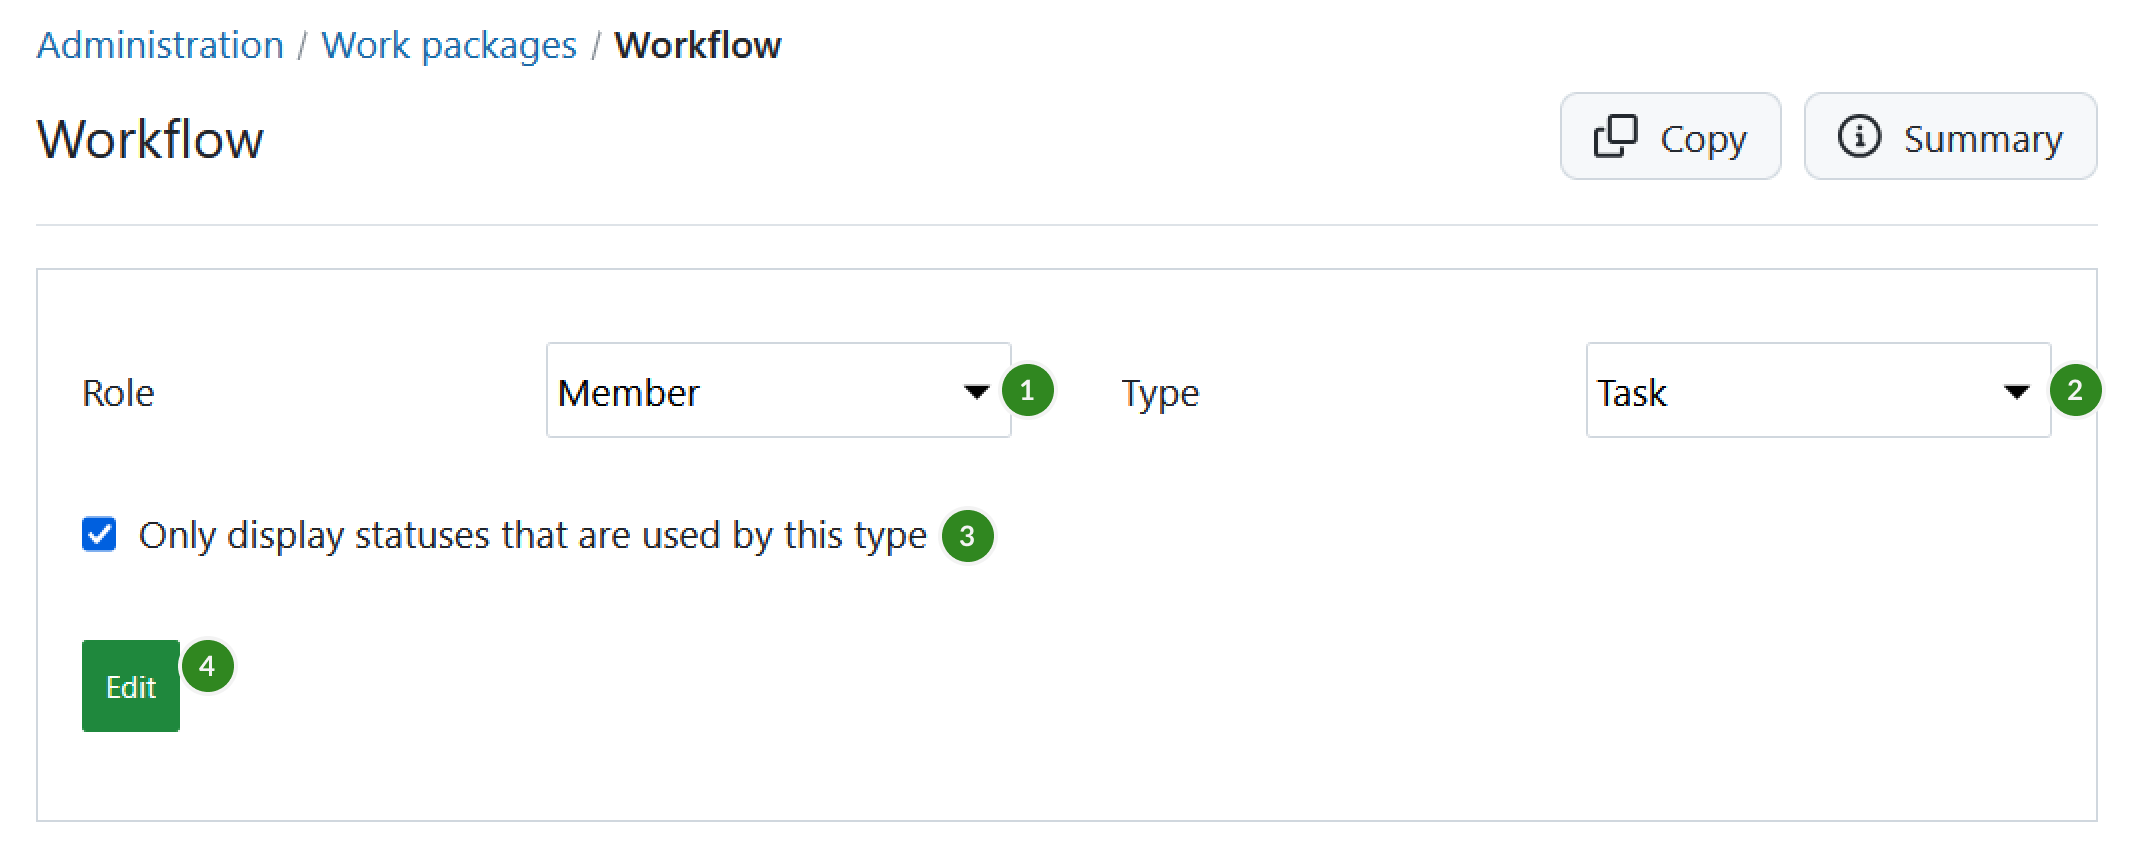 Administration / Work packages / Workflow
Workflow
Copy
Summary
Role
Member
1
Type
Task
2
Only display statuses that are used by this type
3
Edit
4